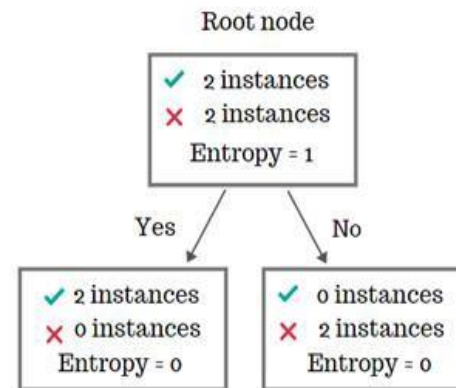 Root node
✓ 2 instances
✗ 2 instances
Entropy = 1
Yes
No
✓ 2 instances
✗ 0 instances
Entropy = 0
✓ 0 instances
✗ 2 instances
Entropy = 0